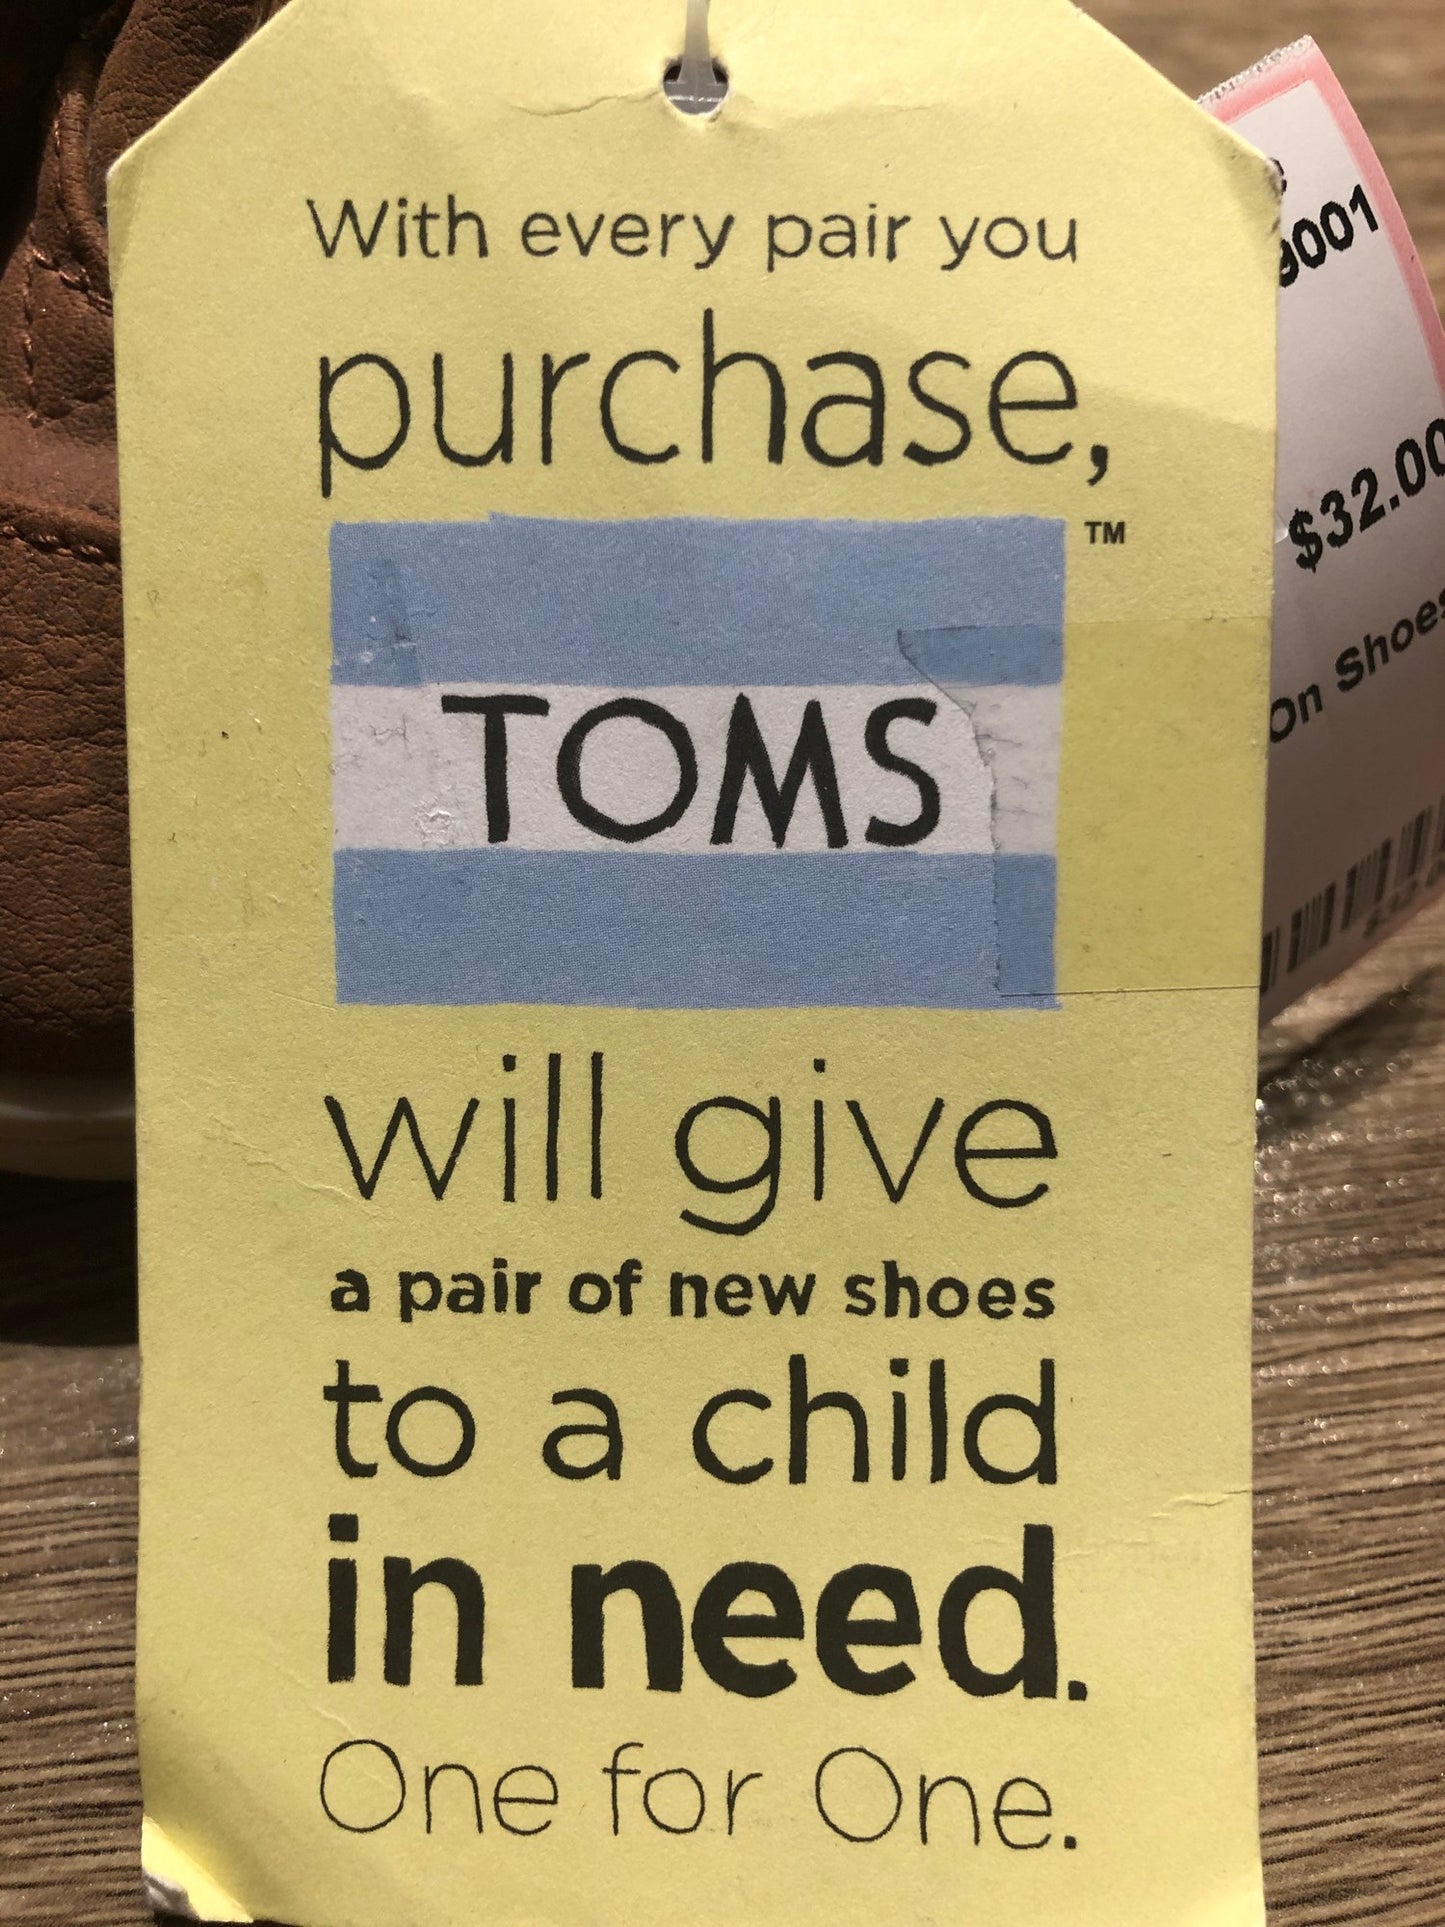 With every pair you
purchase,
TOMS
TM
will give
a pair of new shoes
to a child
in need.
One for One.
9001
$32.00
On Shoes